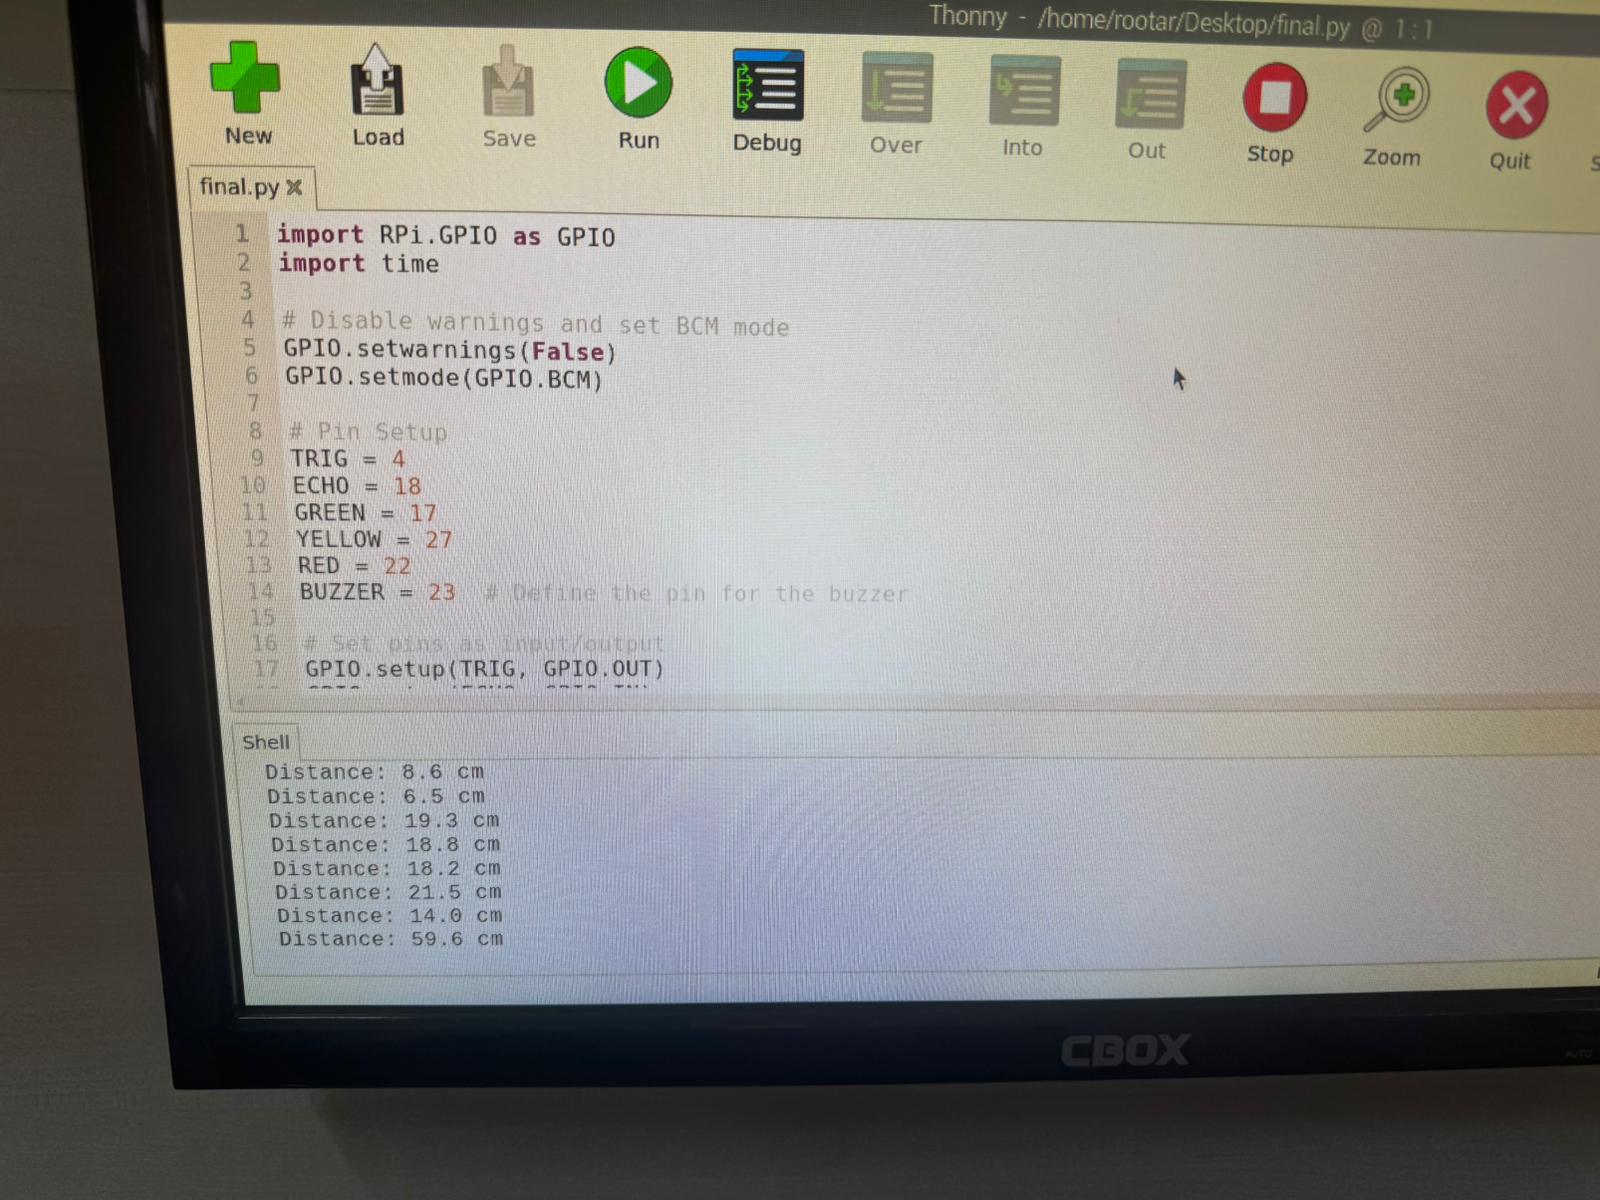 Thonny - /home/rootar/Desktop/final.py @ 1:1
New Load Save Run Debug Over Into Out Stop Zoom Quit
final.py
1 import RPi.GPIO as GPIO
2 import time
3
4 # Disable warnings and set BCM mode
5 GPIO.setwarnings(False)
6 GPIO.setmode(GPIO.BCM)
7
8 # Pin Setup
9 TRIG = 4
10 ECHO = 18
11 GREEN = 17
12 YELLOW = 27
13 RED = 22
14 BUZZER = 23 # Define the pin for the buzzer
15
16 # Set pins as input/output
17 GPIO.setup(TRIG, GPIO.OUT)
Shell
Distance: 8.6 cm
Distance: 6.5 cm
Distance: 19.3 cm
Distance: 18.8 cm
Distance: 18.2 cm
Distance: 21.5 cm
Distance: 14.0 cm
Distance: 59.6 cm
CBOX
AUTO